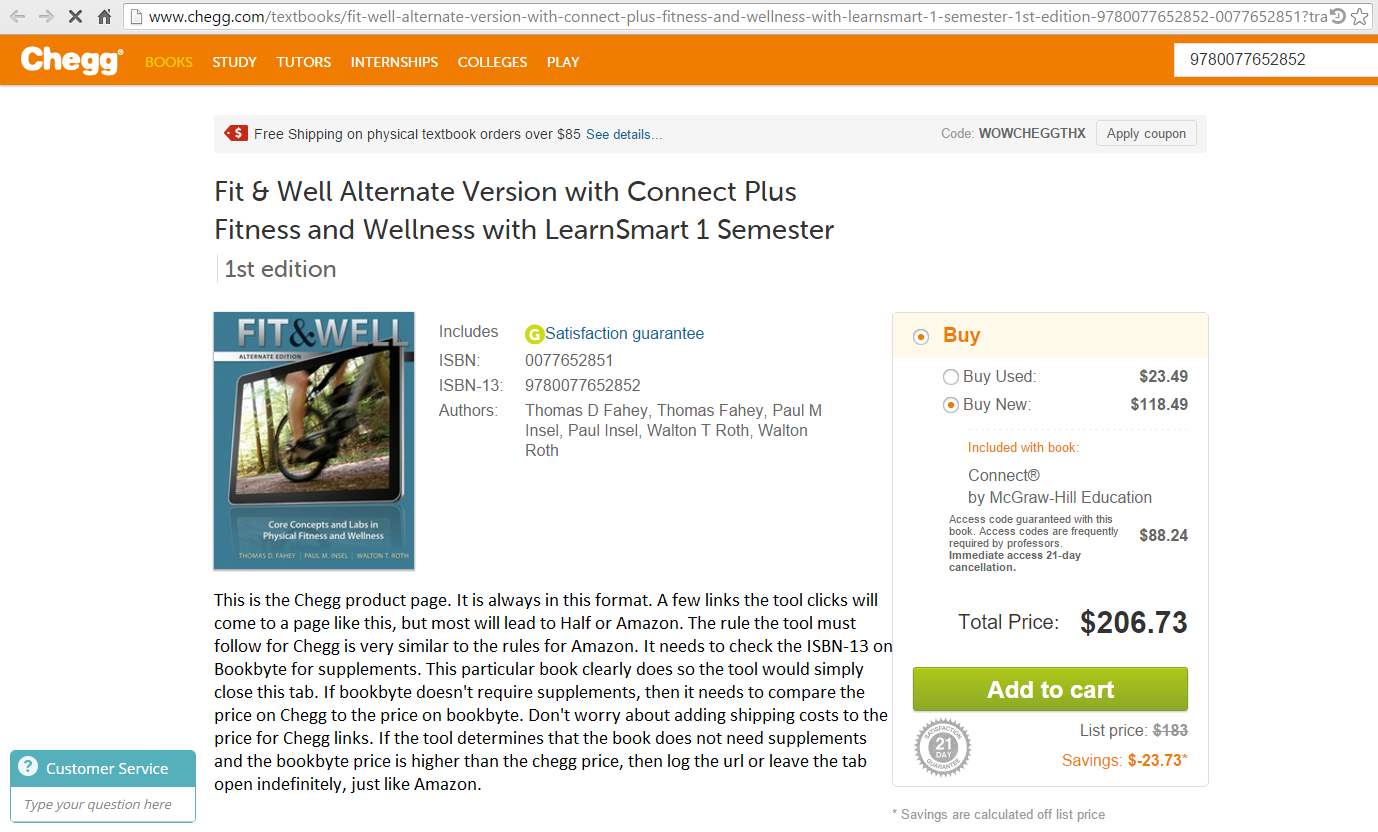 www.chegg.com/textbooks/fit-well-alternate-version-with-connect-plus-fitness-and-wellness-with-learnsmart-1-semester-1st-edition-9780077652852-0077652851?tra
Chegg®
BOOKS STUDY TUTORS INTERNSHIPS COLLEGES PLAY
9780077652852
$ Free Shipping on physical textbook orders over $85 See details...
Code: WOWCHEGGTHX Apply coupon
Fit & Well Alternate Version with Connect Plus
Fitness and Wellness with LearnSmart 1 Semester
1st edition
FIT&WELL
ALTERNATE EDITION
Core Concepts and Labs in
Physical Fitness and Wellness
THOMAS D. FAHEY | PAUL M. INSEL | WALTON T. ROTH
Includes G Satisfaction guarantee
ISBN: 0077652851
ISBN-13: 9780077652852
Authors: Thomas D Fahey, Thomas Fahey, Paul M
Insel, Paul Insel, Walton T Roth, Walton
Roth
Buy
Buy Used: $23.49
Buy New: $118.49
Included with book:
Connect®
by McGraw-Hill Education
Access code guaranteed with this
book. Access codes are frequently
required by professors.
Immediate access 21-day
cancellation.
$88.24
Total Price: $206.73
Add to cart
SATISFACTION
21
DAY
GUARANTEE
List price: $183
Savings: $-23.73*
* Savings are calculated off list price
This is the Chegg product page. It is always in this format. A few links the tool clicks will
come to a page like this, but most will lead to Half or Amazon. The rule the tool must
follow for Chegg is very similar to the rules for Amazon. It needs to check the ISBN-13 on
Bookbyte for supplements. This particular book clearly does so the tool would simply
close this tab. If bookbyte doesn't require supplements, then it needs to compare the
price on Chegg to the price on bookbyte. Don't worry about adding shipping costs to the
price for Chegg links. If the tool determines that the book does not need supplements
and the bookbyte price is higher than the chegg price, then log the url or leave the tab
open indefinitely, just like Amazon.
? Customer Service
Type your question here